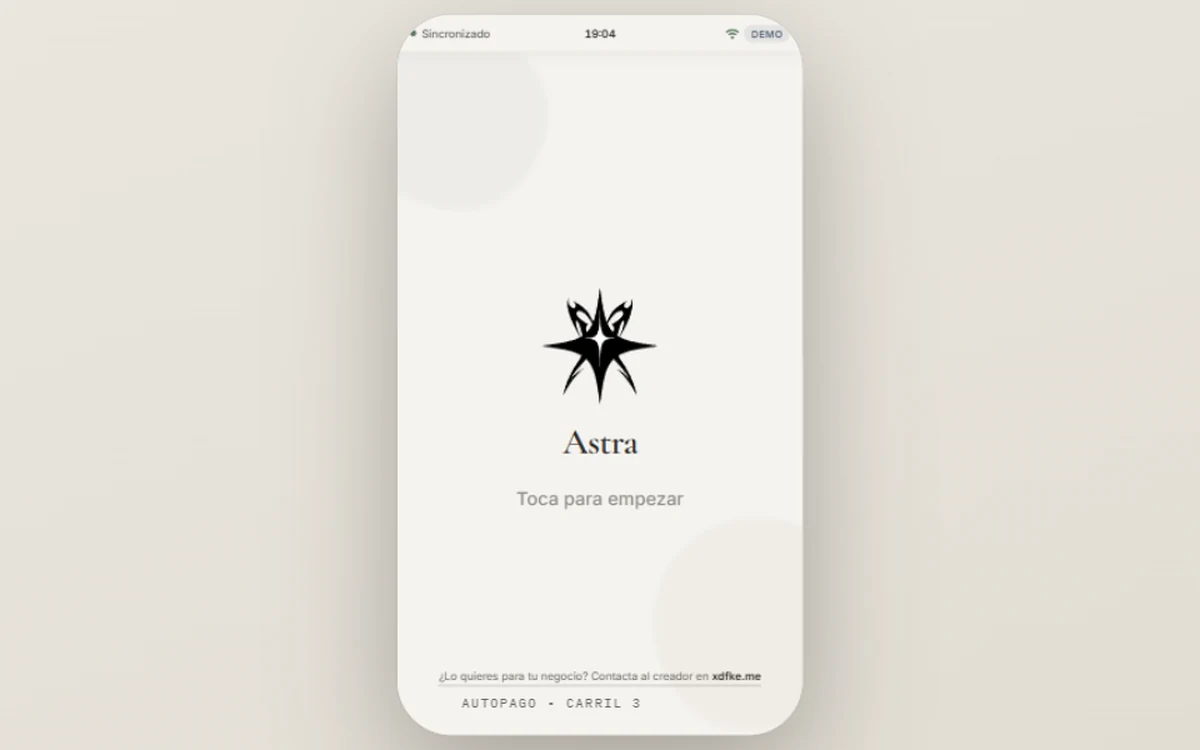 Sincronizado 19:04 DEMO
Astra
Toca para empezar
¿Lo quieres para tu negocio? Contacta al creador en xdfke.me
AUTOPAGO - CARRIL 3